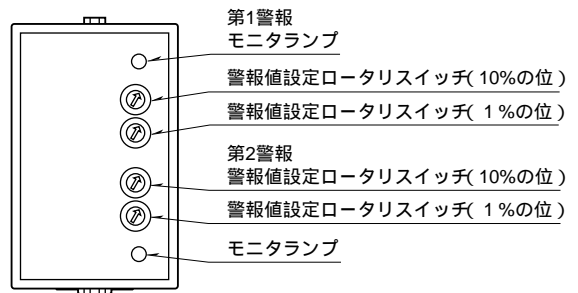 第1警報
モニタランプ
警報値設定ロータリスイッチ(10%の位)
警報値設定ロータリスイッチ( 1%の位)
第2警報
警報値設定ロータリスイッチ(10%の位)
警報値設定ロータリスイッチ( 1%の位)
モニタランプ